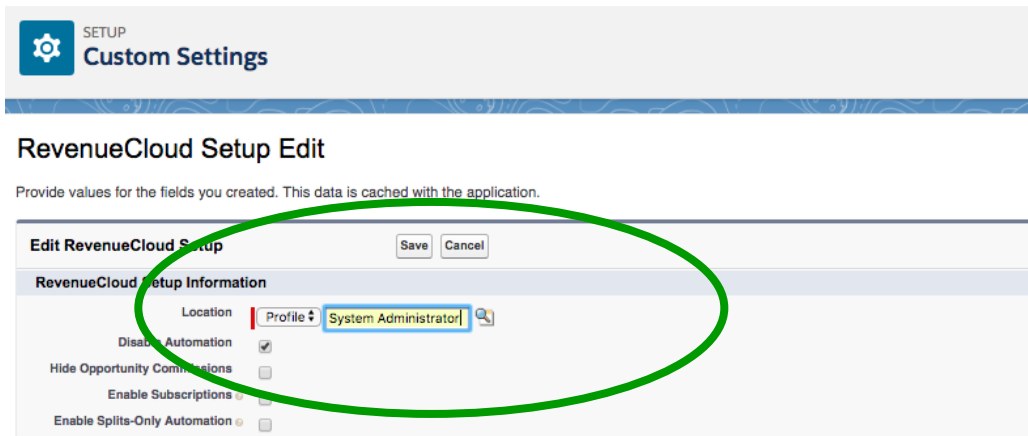 SETUP
Custom Settings
RevenueCloud Setup Edit
Provide values for the fields you created. This data is cached with the application.
Edit RevenueCloud Setup Save Cancel
RevenueCloud Setup Information
Location Profile System Administrator
Disable Automation
Hide Opportunity Commissions
Enable Subscriptions
Enable Splits-Only Automation